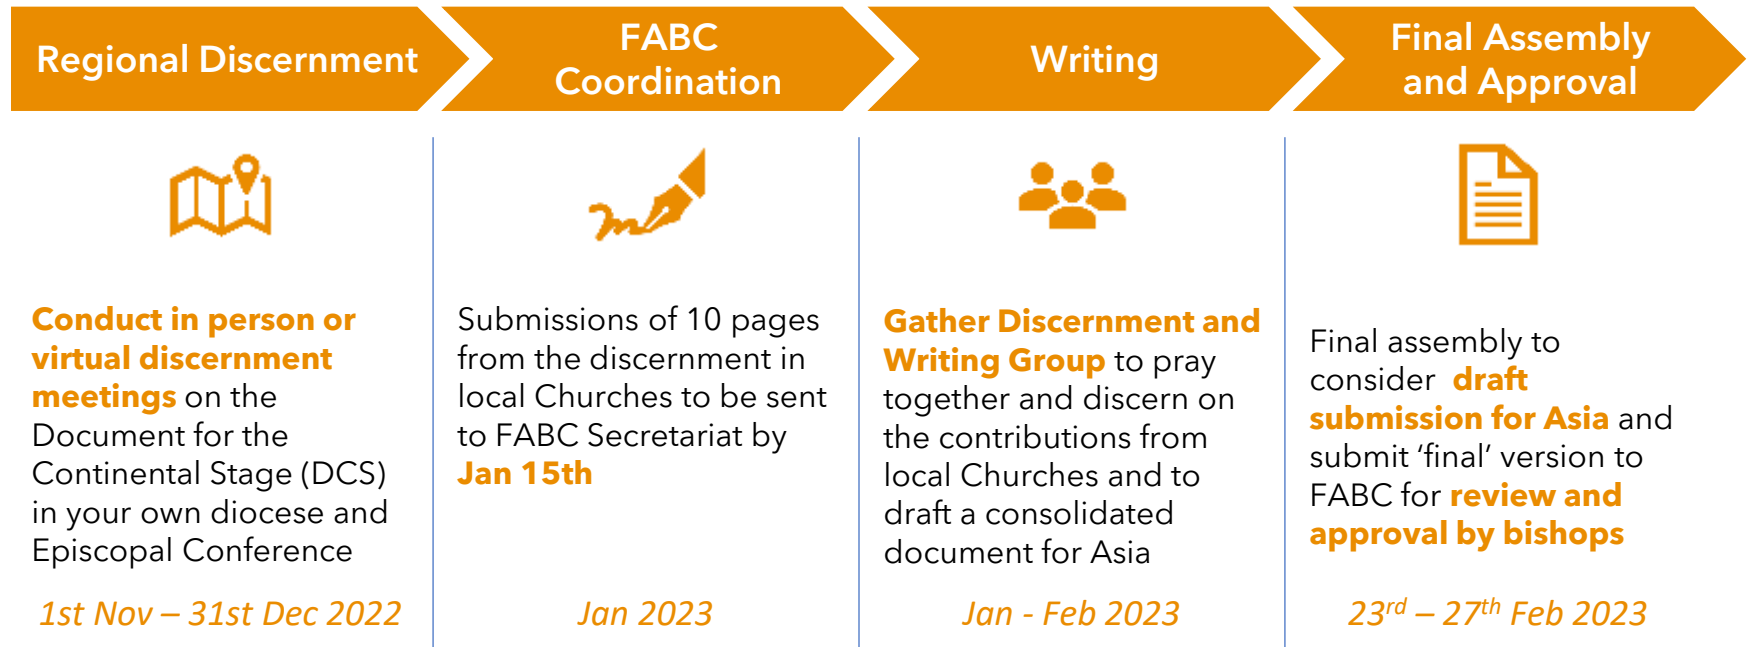 Regional Discernment
FABC
Coordination
Writing
Final Assembly
and Approval
Conduct in person or
virtual discernment
meetings on the
Document for the
Continental Stage (DCS)
in your own diocese and
Episcopal Conference
1st Nov – 31st Dec 2022
Submissions of 10 pages
from the discernment in
local Churches to be sent
to FABC Secretariat by
Jan 15th
Jan 2023
Gather Discernment and
Writing Group to pray
together and discern on
the contributions from
local Churches and to
draft a consolidated
document for Asia
Jan - Feb 2023
Final assembly to
consider draft
submission for Asia and
submit ‘final’ version to
FABC for review and
approval by bishops
23rd – 27th Feb 2023